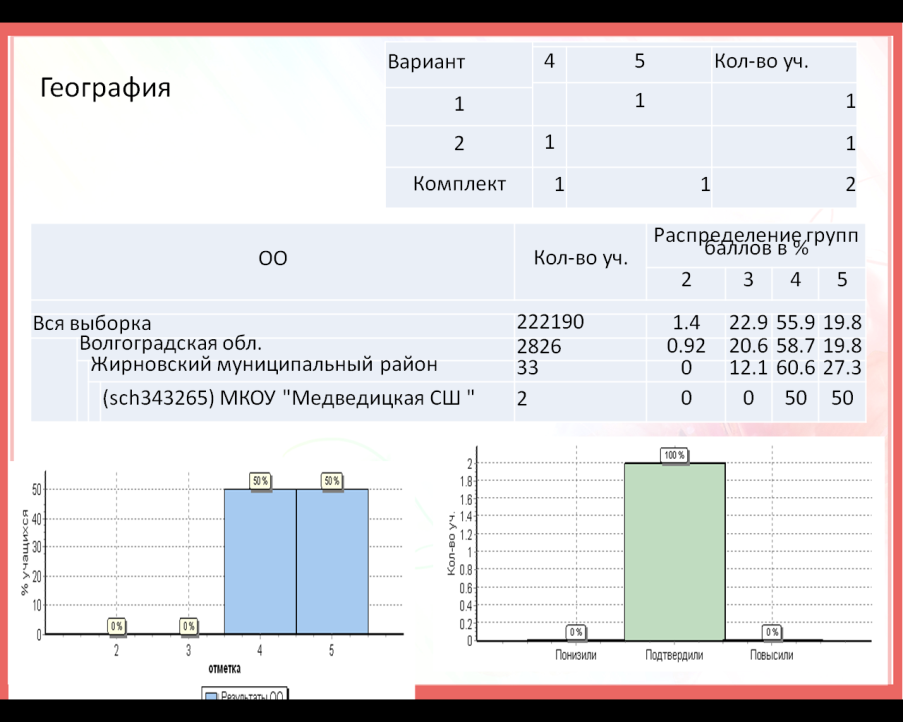 География
Вариант 4 5 Кол-во уч.
1 1 1
2 1 1
Комплект 1 1 2
ОО Кол-во уч. Распределение групп баллов в %
2 3 4 5
Вся выборка 222190 1.4 22.9 55.9 19.8
Волгоградская обл. 2826 0.92 20.6 58.7 19.8
Жирновский муниципальный район 33 0 12.1 60.6 27.3
(sch343265) МКОУ "Медведицкая СШ " 2 0 0 50 50
% учащихся
50
40
30
20
10
0
0 % 0 % 50 % 50 %
2 3 4 5
отметка
Результаты ОО
Кол-во уч.
2
1.8
1.6
1.4
1.2
1
0.8
0.6
0.4
0.2
0
0 % 100 % 0 %
Понизили Подтвердили Повысили